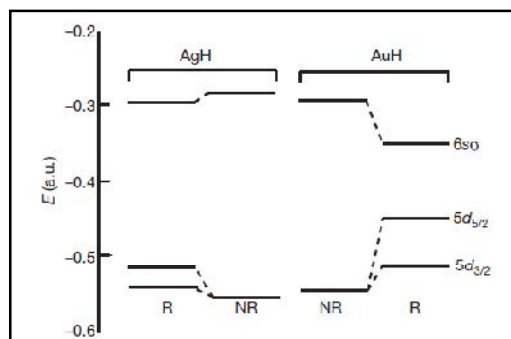 -0.2
AgH AuH
-0.3
6sσ
E (a.u.)
-0.4
5d5/2
-0.5
5d3/2
R NR NR R
-0.6